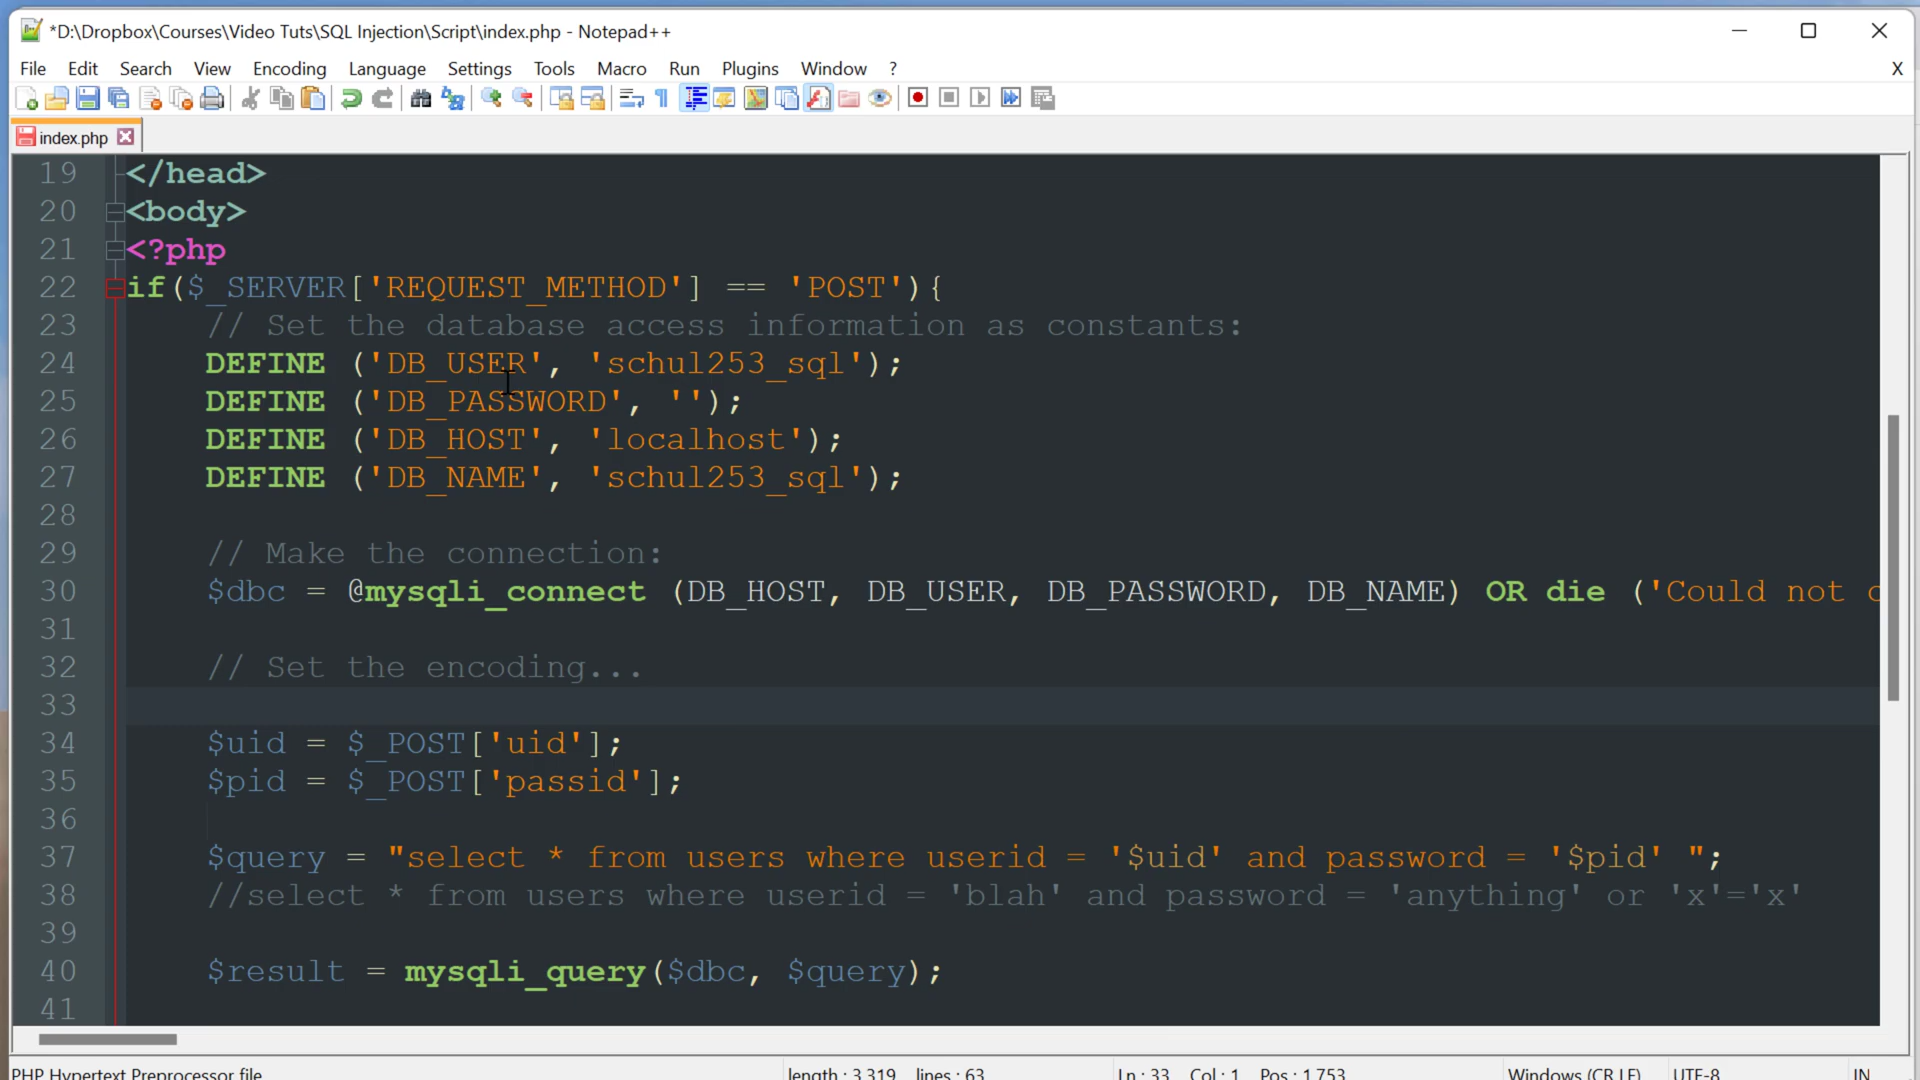 *D:\Dropbox\Courses\Video Tuts\SQL Injection\Script\index.php - Notepad++
File Edit Search View Encoding Language Settings Tools Macro Run Plugins Window ? X
index.php
19 </head>
20 <body>
21 <?php
22 if($_SERVER['REQUEST_METHOD'] == 'POST'){
23 // Set the database access information as constants:
24 DEFINE ('DB_USER', 'schul253_sql');
25 DEFINE ('DB_PASSWORD', '');
26 DEFINE ('DB_HOST', 'localhost');
27 DEFINE ('DB_NAME', 'schul253_sql');
28
29 // Make the connection:
30 $dbc = @mysqli_connect (DB_HOST, DB_USER, DB_PASSWORD, DB_NAME) OR die ('Could not
31
32 // Set the encoding...
33
34 $uid = $_POST['uid'];
35 $pid = $_POST['passid'];
36
37 $query = "select * from users where userid = '$uid' and password = '$pid' ";
38 //select * from users where userid = 'blah' and password = 'anything' or 'x'='x'
39
40 $result = mysqli_query($dbc, $query);
41
PHP Hypertext Preprocessor file length : 3,319 lines : 63 Ln : 33 Col : 1 Pos : 1,753 Windows (CR LF) UTF-8 IN